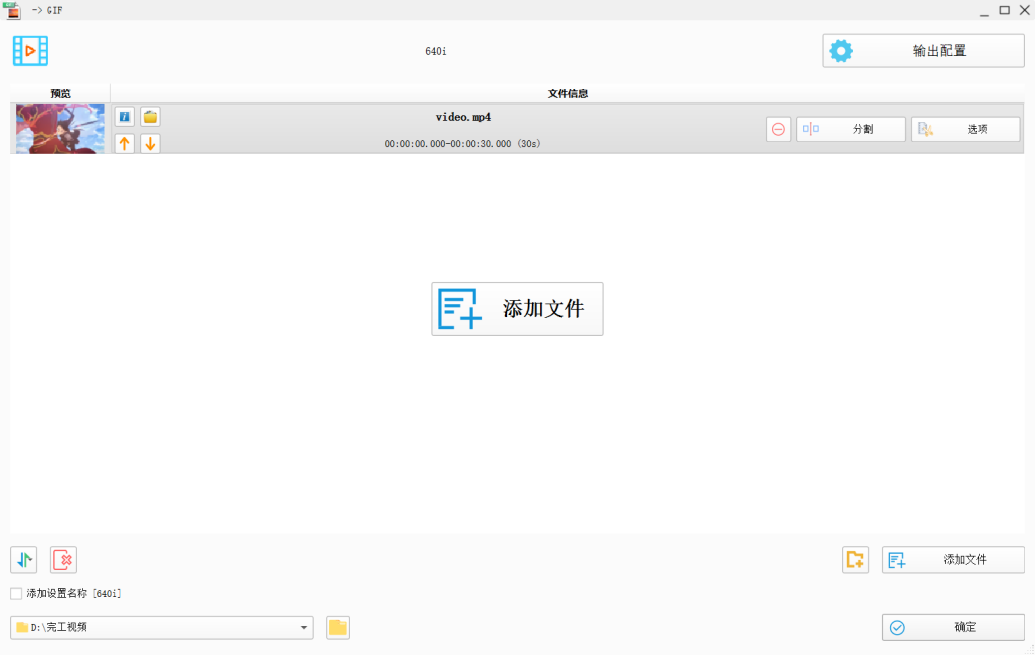 -> GIF
640i
输出配置
预览
文件信息
video.mp4
00:00:00.000-00:00:30.000 (30s)
分割
选项
添加文件
添加文件
添加设置名称 [640i]
D:\完工视频
确定